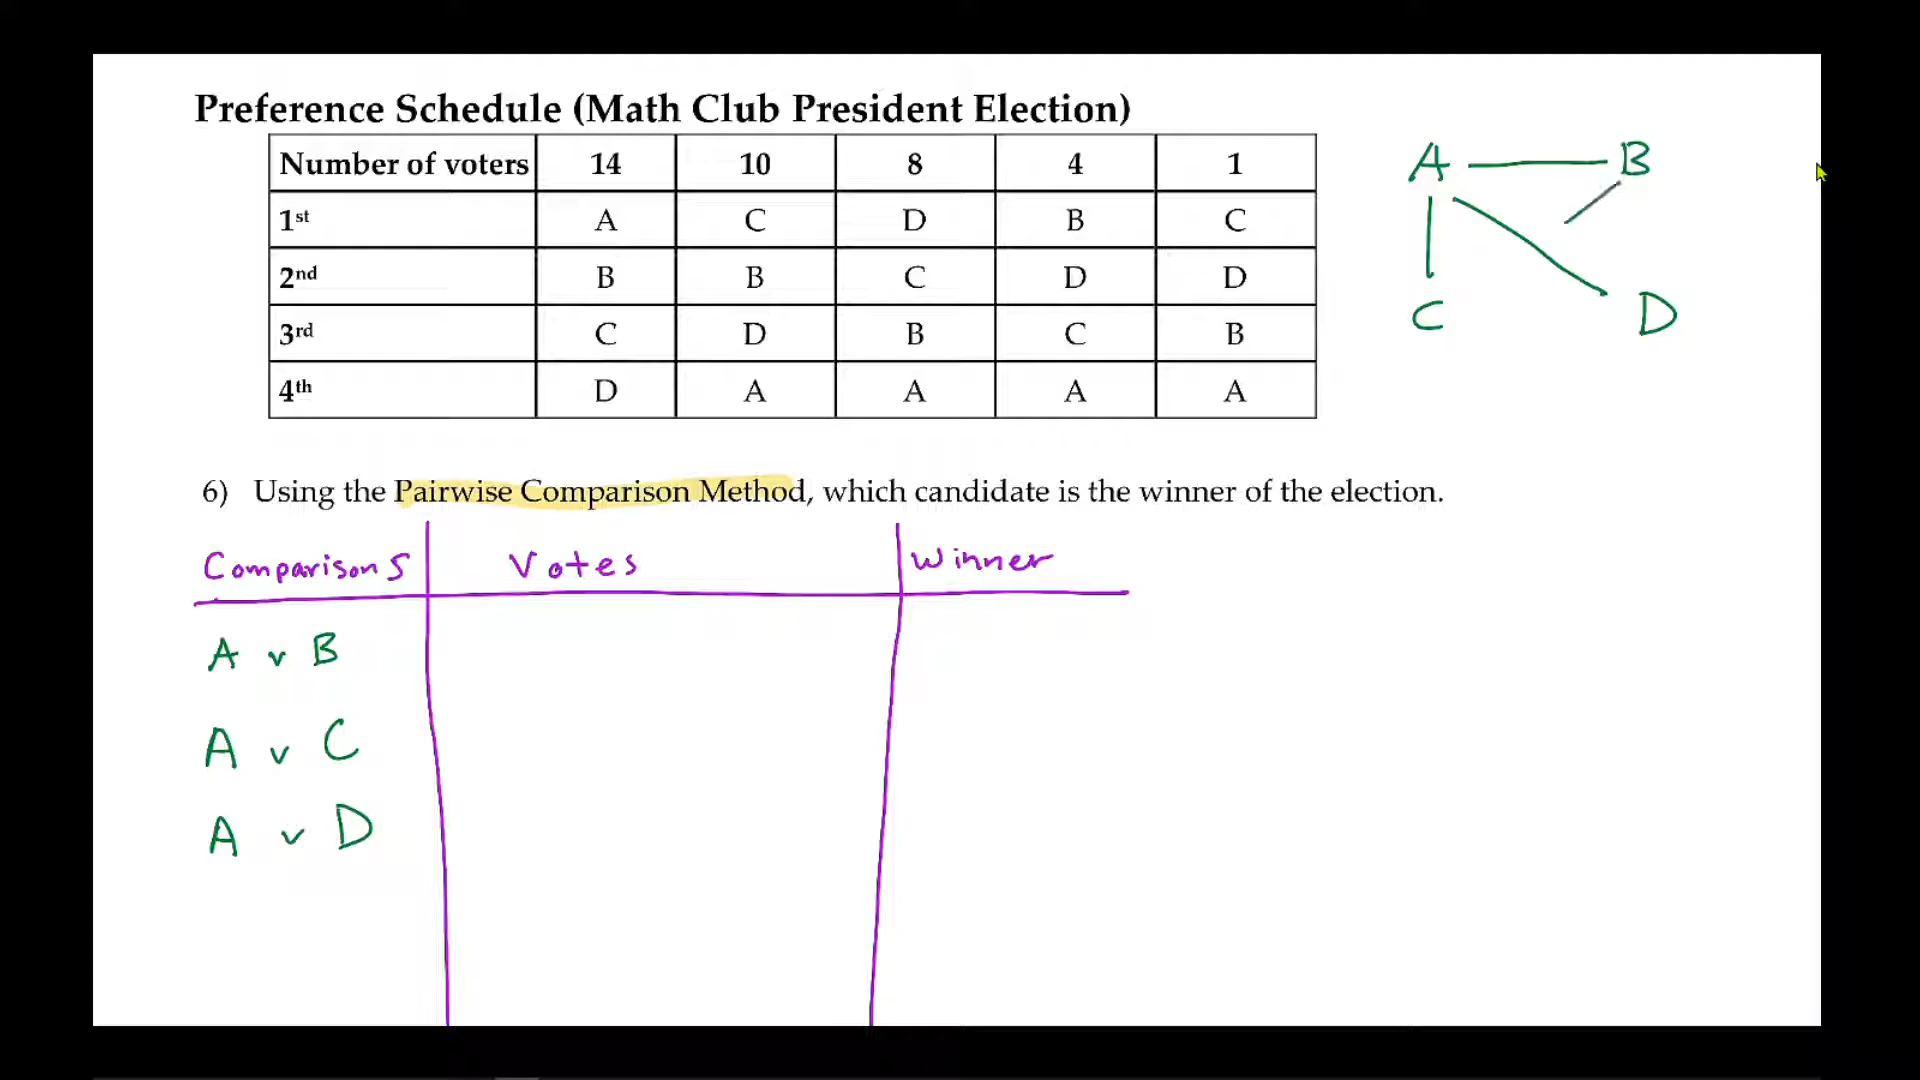 Preference Schedule (Math Club President Election)
Number of voters 14 10 8 4 1
1st A C D B C
2nd B B C D D
3rd C D B C B
4th D A A A A
A B
C D
6) Using the Pairwise Comparison Method, which candidate is the winner of the election.
Comparisons Votes Winner
A v B
A v C
A v D